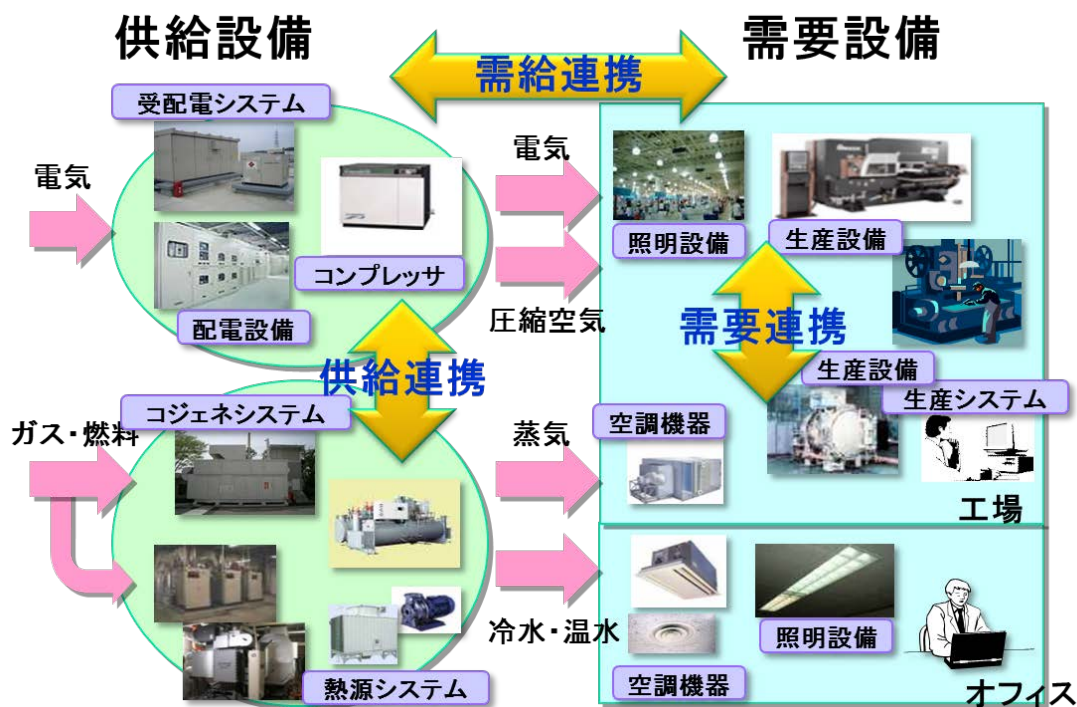 供給設備
需要設備
需給連携
受配電システム
電気
電気
コンプレッサ
配電設備
圧縮空気
照明設備
生産設備
需要連携
供給連携
生産設備
生産システム
コジェネシステム
ガス・燃料
蒸気
空調機器
工場
冷水・温水
照明設備
熱源システム
空調機器
オフィス